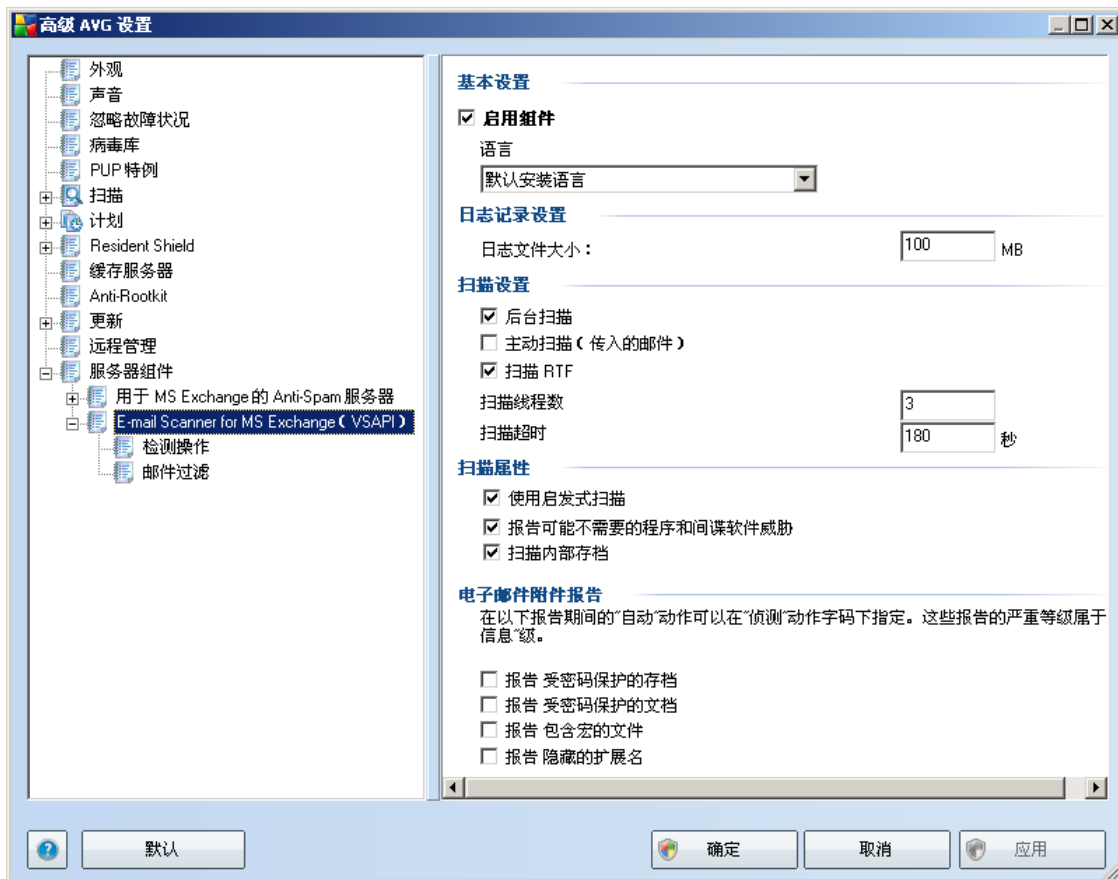 高级 AVG 设置
外观
声音
忽略故障状况
病毒库
PUP 特例
扫描
计划
Resident Shield
缓存服务器
Anti-Rootkit
更新
远程管理
服务器组件
用于 MS Exchange 的 Anti-Spam 服务器
E-mail Scanner for MS Exchange（VSAPI）
检测操作
邮件过滤
基本设置
启用组件
语言
默认安装语言
日志记录设置
日志文件大小： 100 MB
扫描设置
后台扫描
主动扫描（传入的邮件）
扫描 RTF
扫描线程数 3
扫描超时 180 秒
扫描属性
使用启发式扫描
报告可能不需要的程序和间谍软件威胁
扫描内部存档
电子邮件附件报告
在以下报告期间的“自动”动作可以在“侦测”动作字码下指定。这些报告的严重等级属于
信息”级。
报告 受密码保护的存档
报告 受密码保护的文档
报告 包含宏的文件
报告 隐藏的扩展名
默认
确定
取消
应用